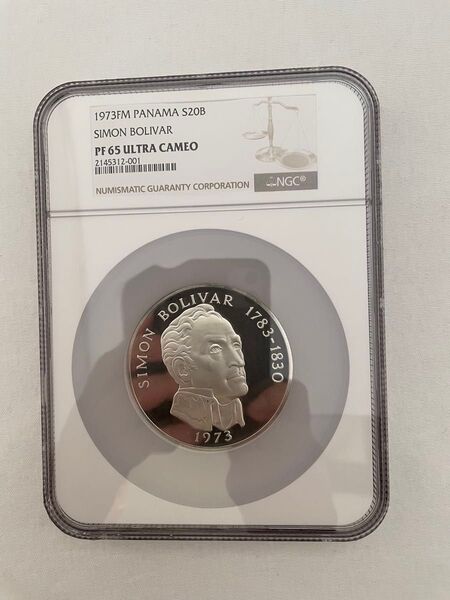 1973FM PANAMA S20B
SIMON BOLIVAR
PF 65 ULTRA CAMEO
2145312-001
NUMISMATIC GUARANTY CORPORATION
NGC®
SIMON BOLIVAR 1783-1830
1973